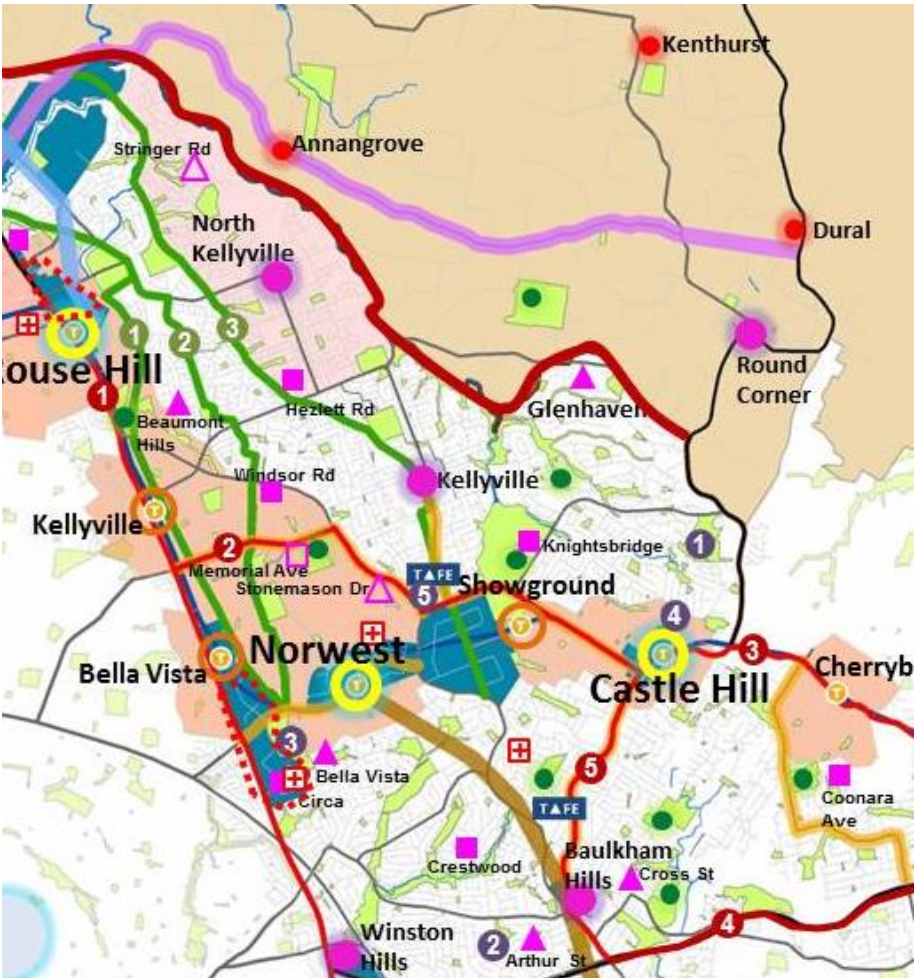 Kenthurst
Annangrove
Stringer Rd
North
Kellyville
Dural
3
1
2
Round
Corner
ouse Hill
1
Glenhaven
Hezlett Rd
Beaumont
Hills
Windsor Rd
Kellyville
Kellyville
1
2
Knightsbridge
Memorial Ave
TAFE
Showground
Stonemason Dr
5
4
Norwest
3
Bella Vista
Castle Hill
Cherryb
3
Bella Vista
Circa
5
TAFE
Coonara
Ave
Crestwood
Baulkham
Hills
Cross St
4
Winston
Hills
2
Arthur St
T
T
T
T
T
T
T